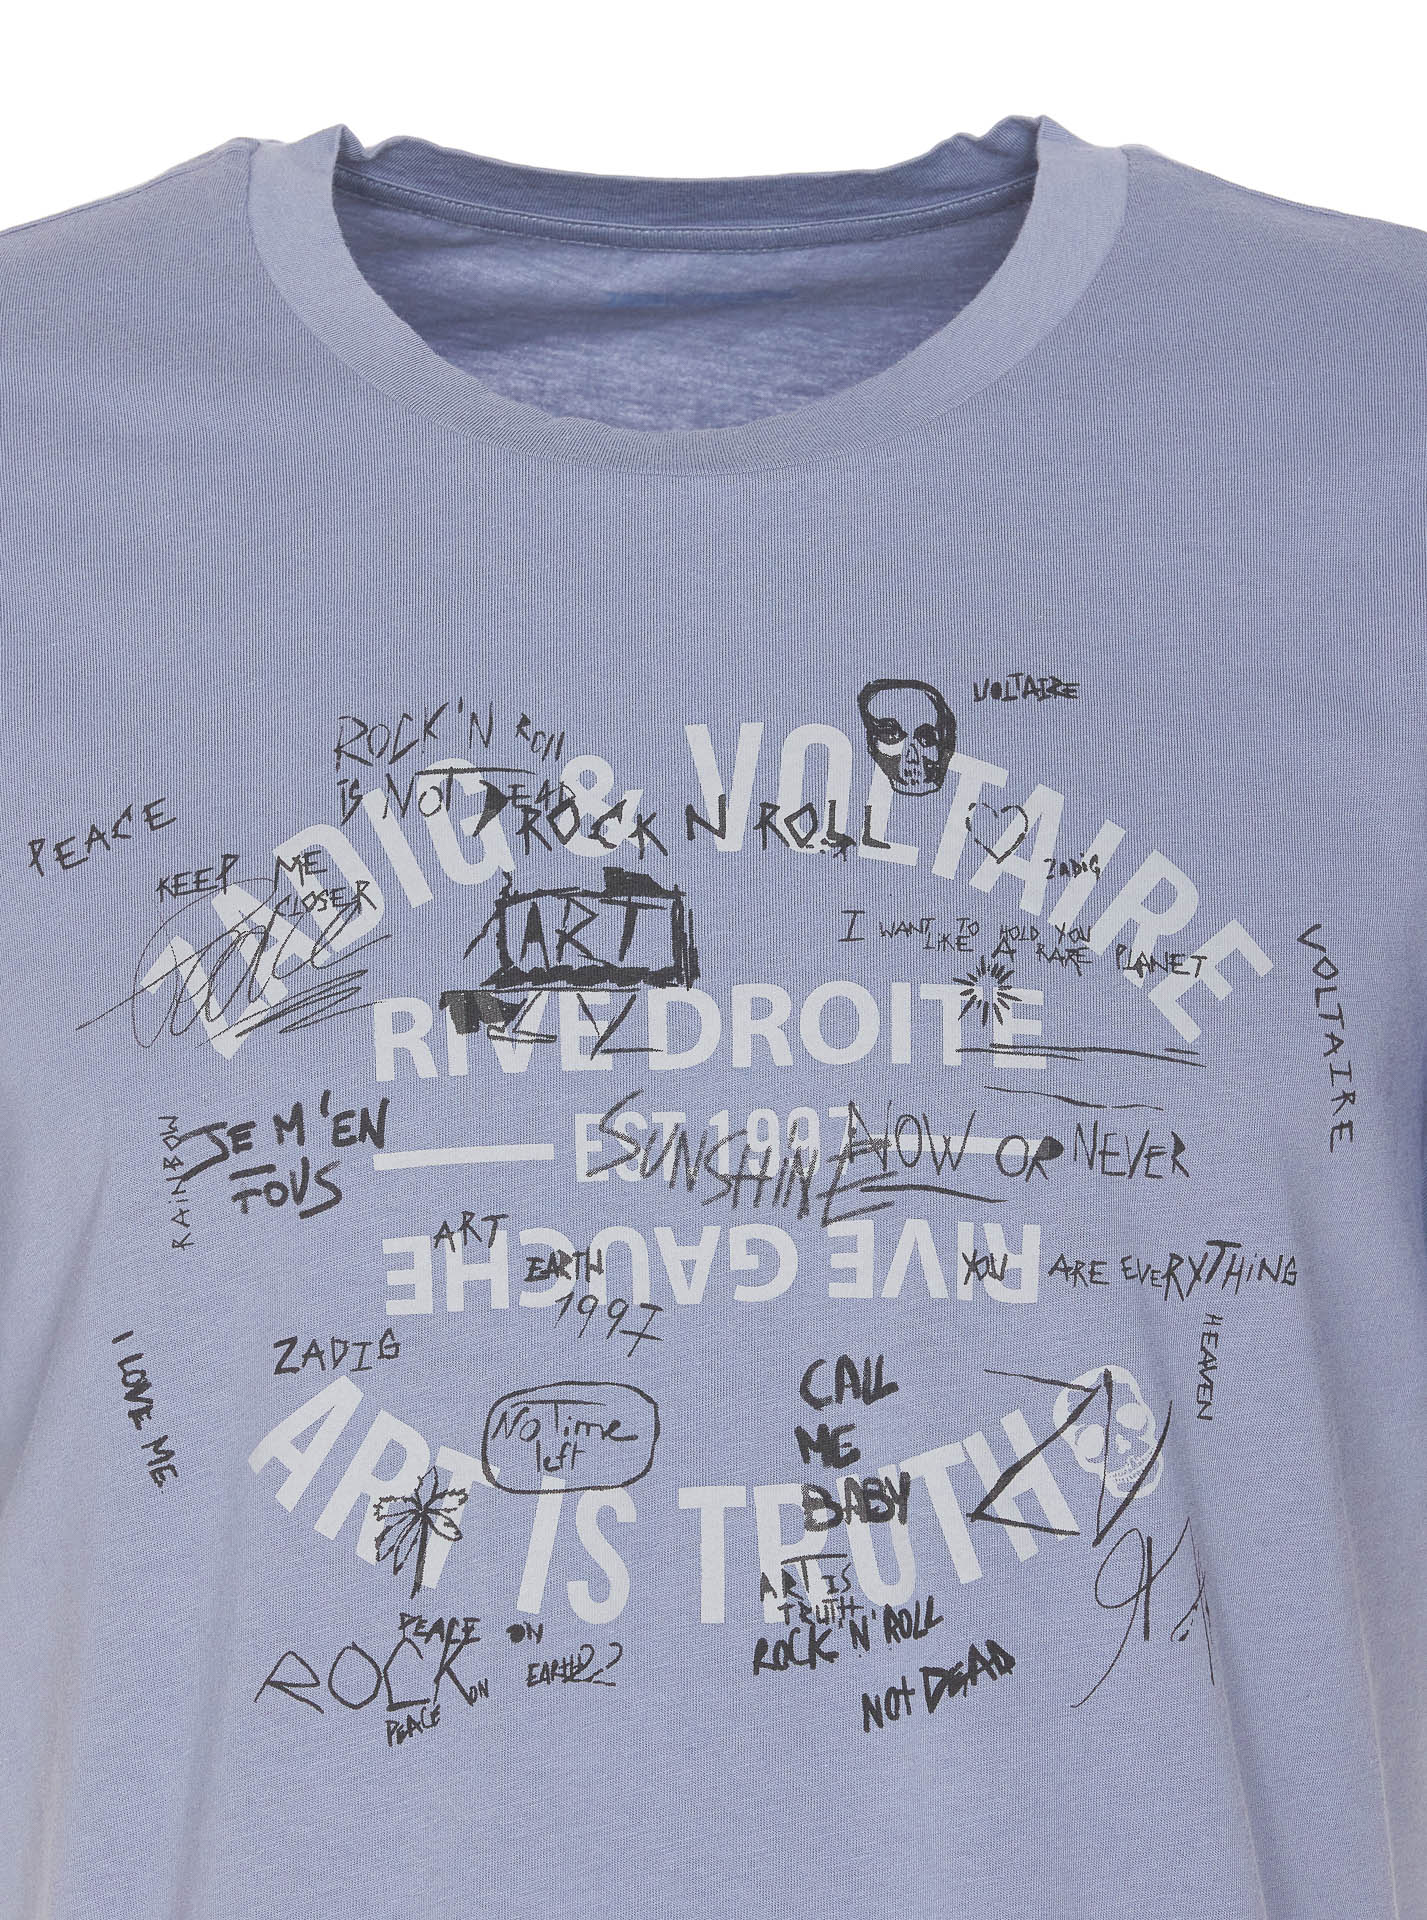 VOLTAIRE
ROCK 'N ROLL
IS NOT DEAD
ZADIG & VOLTAIRE
ROCK N ROLL
PEACE
KEEP ME
CLOSER
ZADIG
ART
I WANT TO HOLD YOU
LIKE A RARE PLANET
VOLTAIRE
RIVE DROITE
RAINBOW
JE M'EN
FOUS
EST 1997
SUNSHINE
NOW OR NEVER
ART
RIVE GAUCHE
EARTH
1997
YOU ARE EVERYTHING
HEAVEN
I LOVE ME
ZADIG
CALL
ME
BABY
No Time
left
ART IS TRUTH
ART IS
TRUTH
ROCK 'N' ROLL
NOT DEAD
PEACE ON
EARTH
ROCK
ON
PEACE